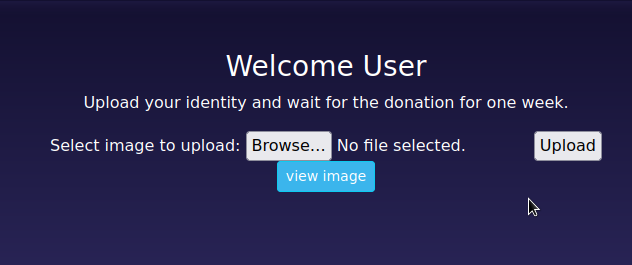 Welcome User
Upload your identity and wait for the donation for one week.
Select image to upload: Browse... No file selected. Upload
view image